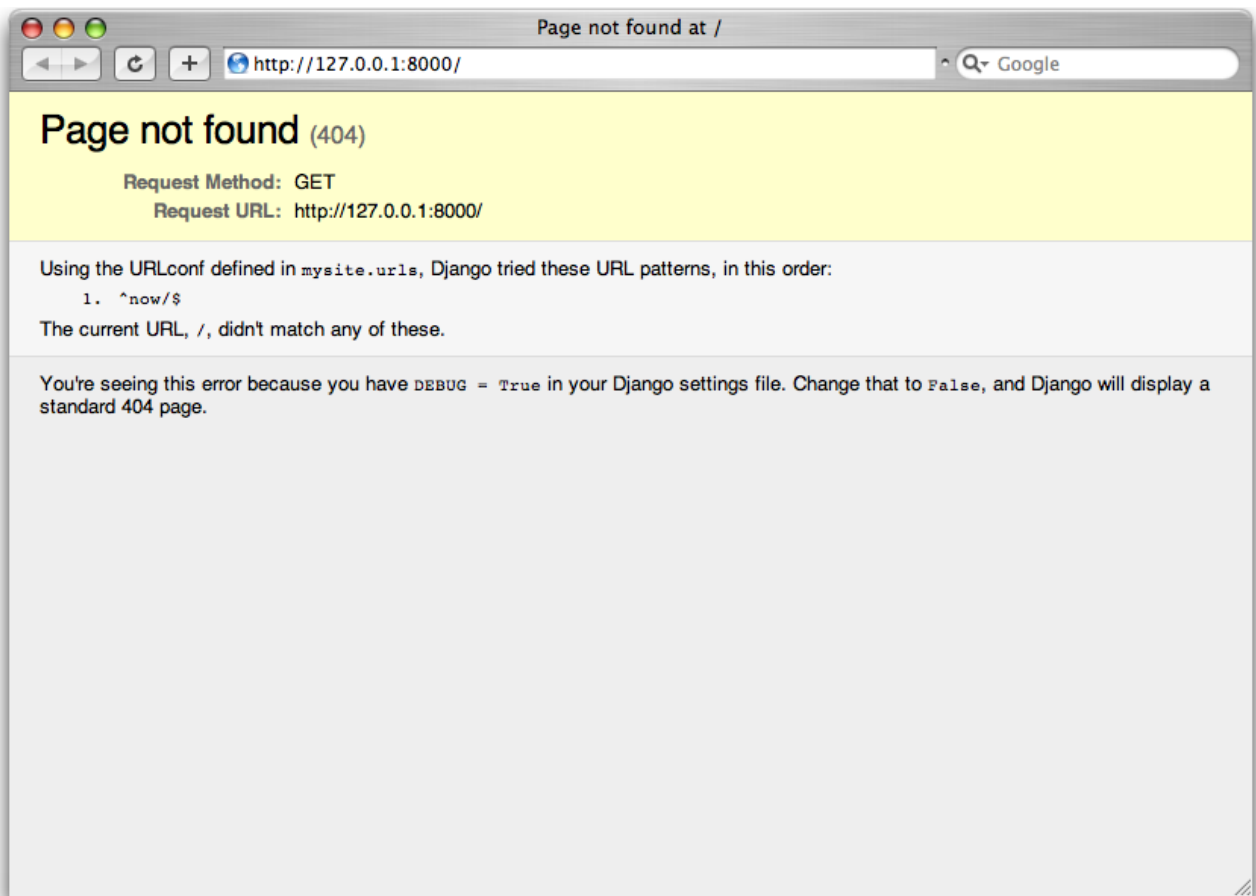 Page not found at /
http://127.0.0.1:8000/
Google
Page not found (404)
Request Method: GET
Request URL: http://127.0.0.1:8000/
Using the URLconf defined in mysite.urls, Django tried these URL patterns, in this order:
1. ^now/$
The current URL, /, didn't match any of these.
You're seeing this error because you have DEBUG = True in your Django settings file. Change that to False, and Django will display a
standard 404 page.